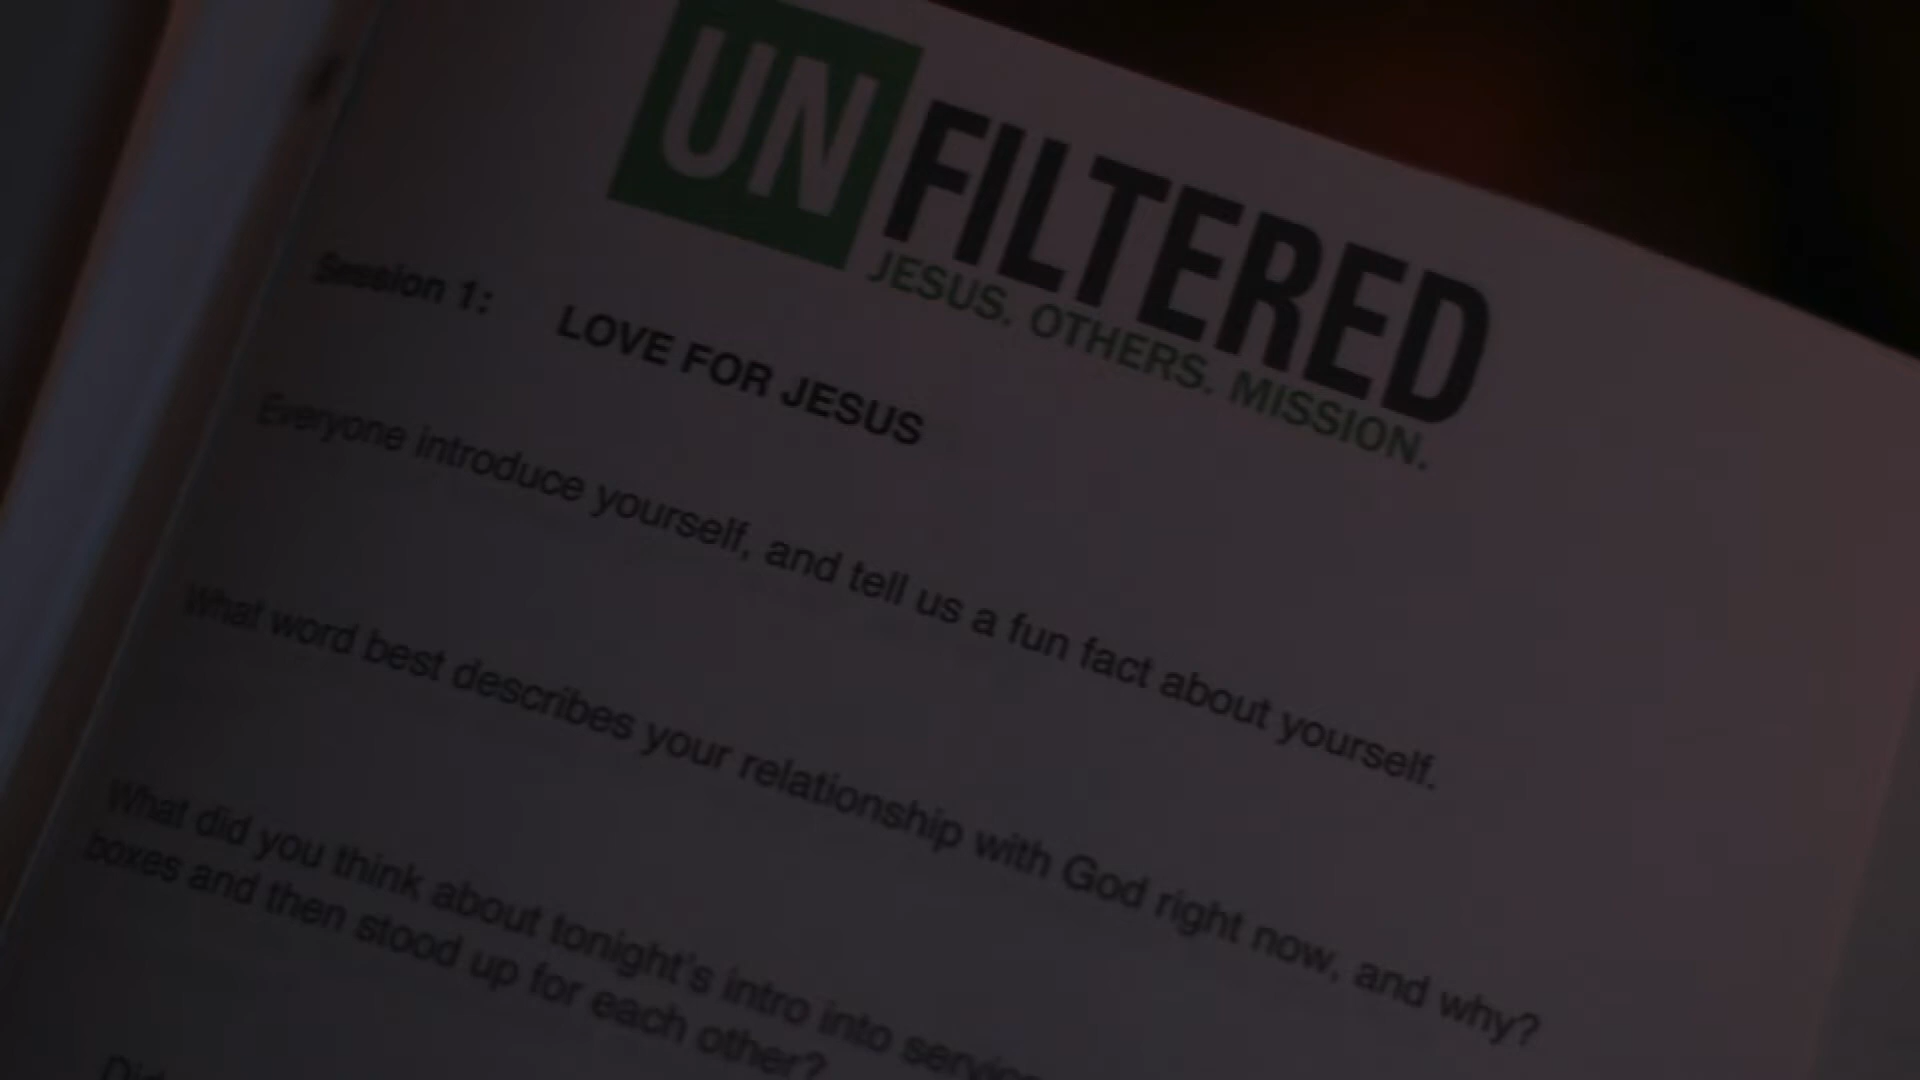 UNFILTERED
JESUS. OTHERS. MISSION.
Session 1: LOVE FOR JESUS
Everyone introduce yourself, and tell us a fun fact about yourself.
What word best describes your relationship with God right now, and why?
What did you think about tonight's intro into
boxes and then stood up for each other?